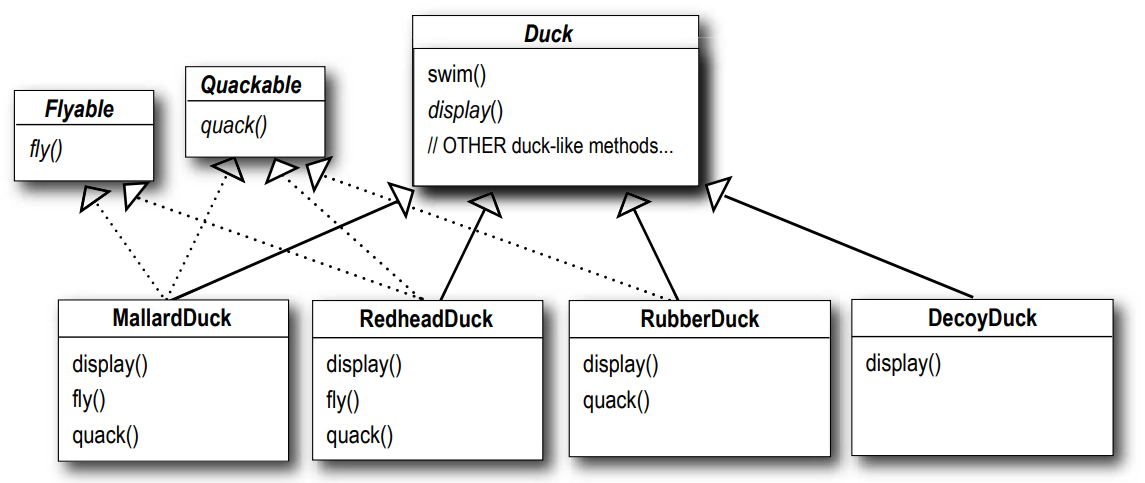 Duck
swim()
display()
// OTHER duck-like methods...
Quackable
quack()
Flyable
fly()
MallardDuck
display()
fly()
quack()
RedheadDuck
display()
fly()
quack()
RubberDuck
display()
quack()
DecoyDuck
display()